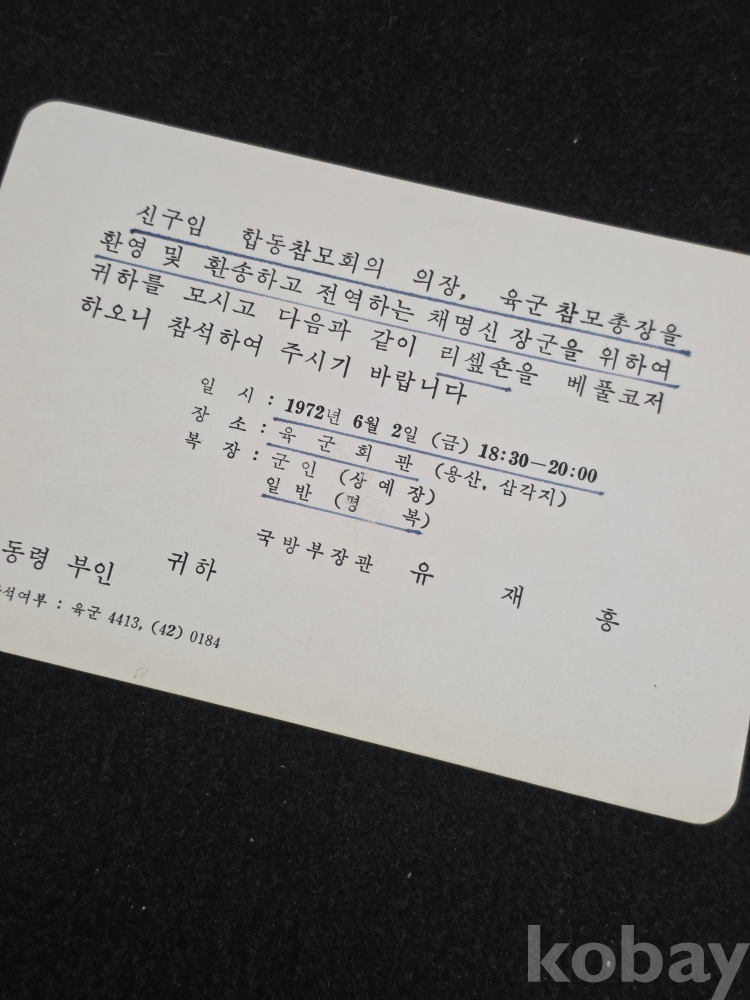 신구임 합동참모회의 의장, 육군참모총장을
환영 및 환송하고 전역하는 채명신 장군을 위하여
귀하를 모시고 다음과 같이 리셒숀을 베풀코저
하오니 참석하여 주시기 바랍니다
일 시 : 1972년 6월 2일 (금) 18:30—20:00
장 소 : 육 군 회 관 (용산. 삼각지)
복 장 : 군 인 (상 예 장)
일 반 (평 복)
국방부장관 유 재 흥
동령 부인 귀하
석여부 : 육군 4413, (42) 0184
kobay